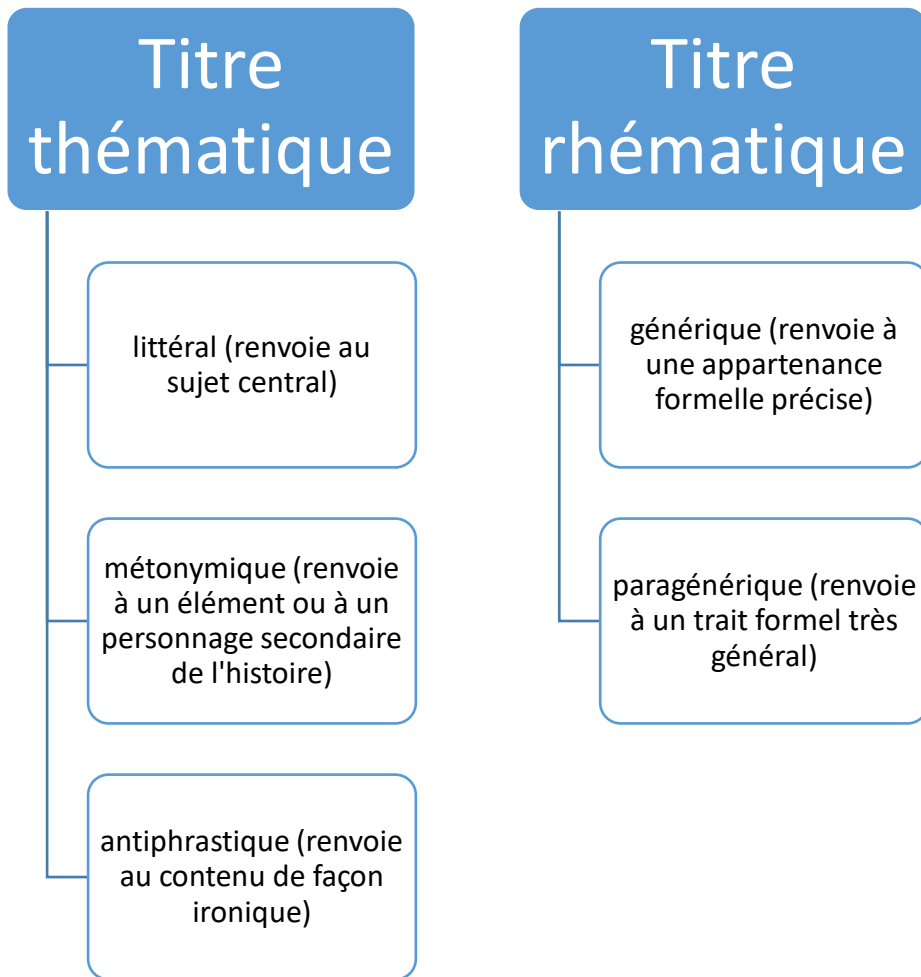 Titre
thématique
littéral (renvoie au
sujet central)
métonymique (renvoie
à un élément ou à un
personnage secondaire
de l'histoire)
antiphrastique (renvoie
au contenu de façon
ironique)
Titre
rhématique
générique (renvoie à
une appartenance
formelle précise)
paragénérique (renvoie
à un trait formel très
général)